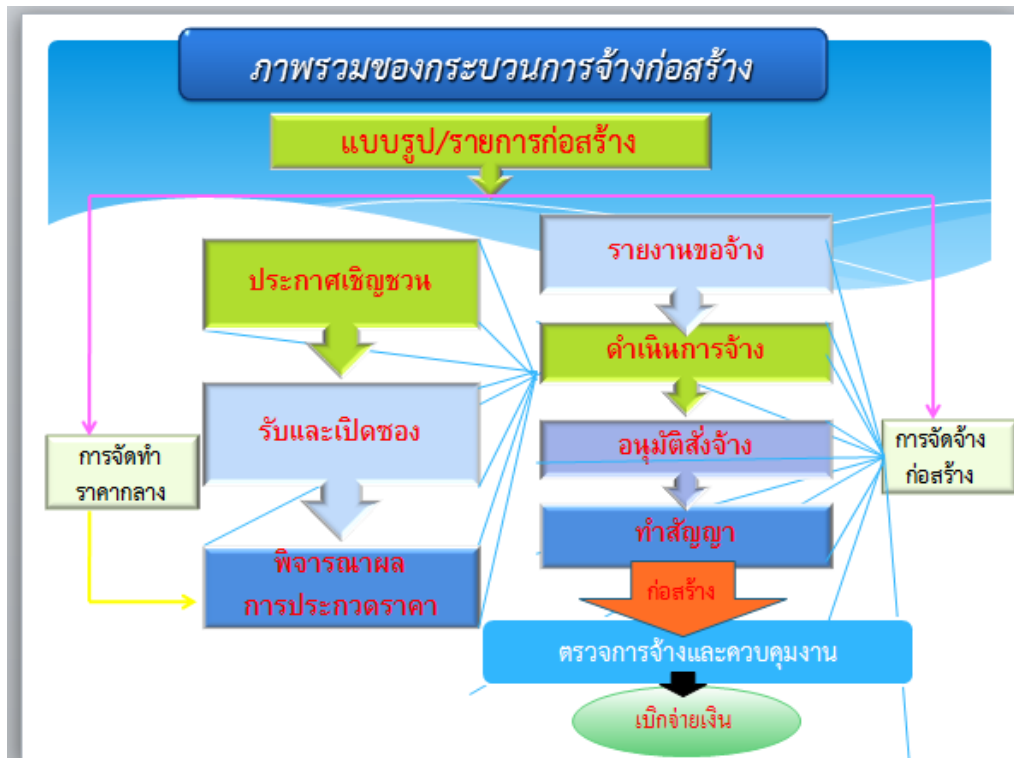 ภาพรวมของกระบวนการจ้างก่อสร้าง
แบบรูป/รายการก่อสร้าง
ประกาศเชิญชวน
รับและเปิดซอง
พิจารณาผล
การประกวดราคา
รายงานขอจ้าง
ดำเนินการจ้าง
อนุมัติสั่งจ้าง
ทำสัญญา
ก่อสร้าง
ตรวจการจ้างและควบคุมงาน
เบิกจ่ายเงิน
การจัดทำ
ราคากลาง
การจัดจ้าง
ก่อสร้าง